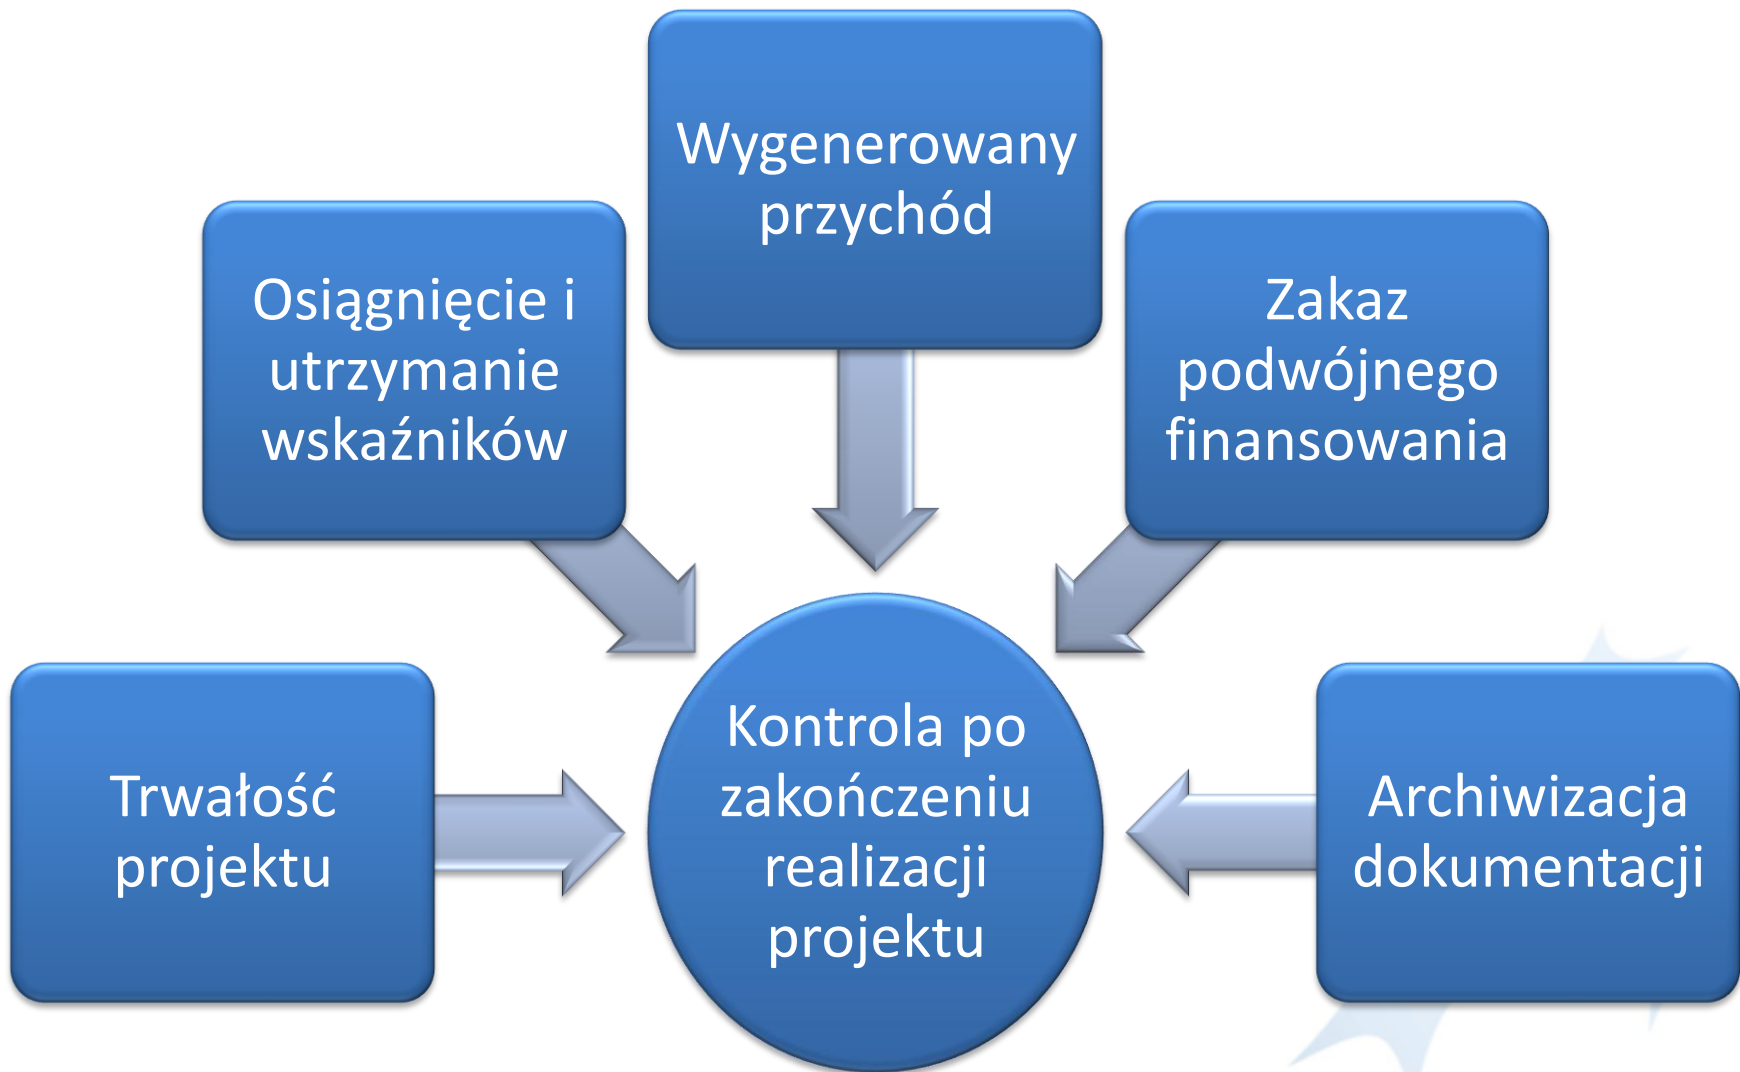 Wygenerowany
przychód
Osiągnięcie i
utrzymanie
wskaźników
Zakaz
podwójnego
finansowania
Trwałość
projektu
Kontrola po
zakończeniu
realizacji
projektu
Archiwizacja
dokumentacji